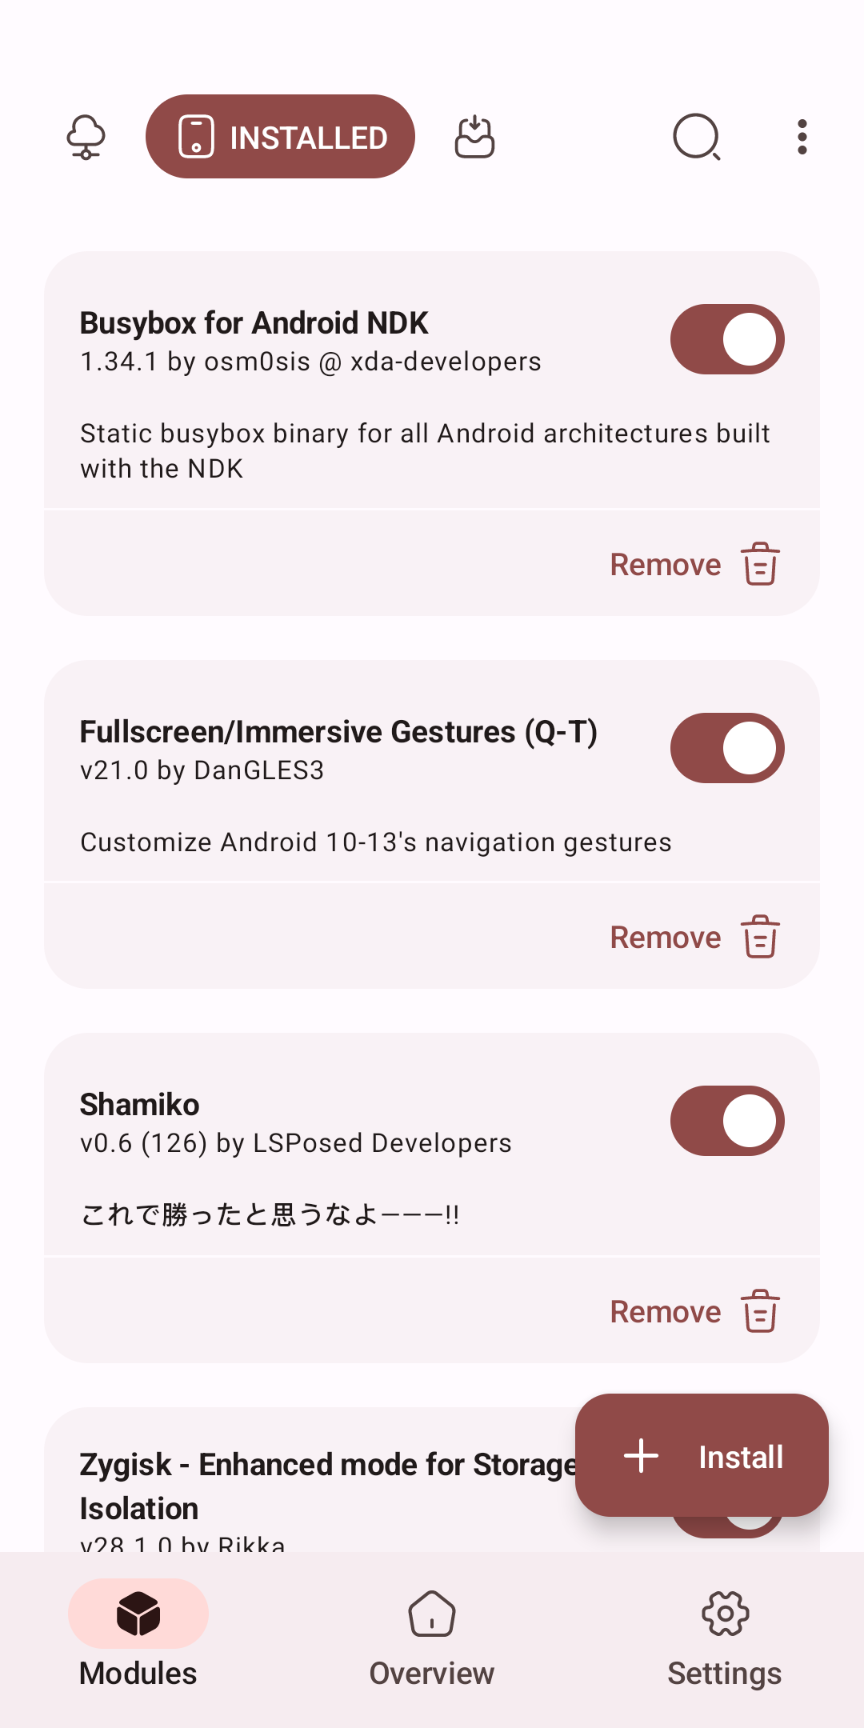 INSTALLED
Busybox for Android NDK
1.34.1 by osm0sis @ xda-developers
Static busybox binary for all Android architectures built
with the NDK
Remove
Fullscreen/Immersive Gestures (Q-T)
v21.0 by DanGLES3
Customize Android 10-13's navigation gestures
Remove
Shamiko
v0.6 (126) by LSPosed Developers
これで勝ったと思うなよ―――!!
Remove
Zygisk - Enhanced mode for Storage
Isolation
v28.1.0 by Rikka
Install
Modules
Overview
Settings